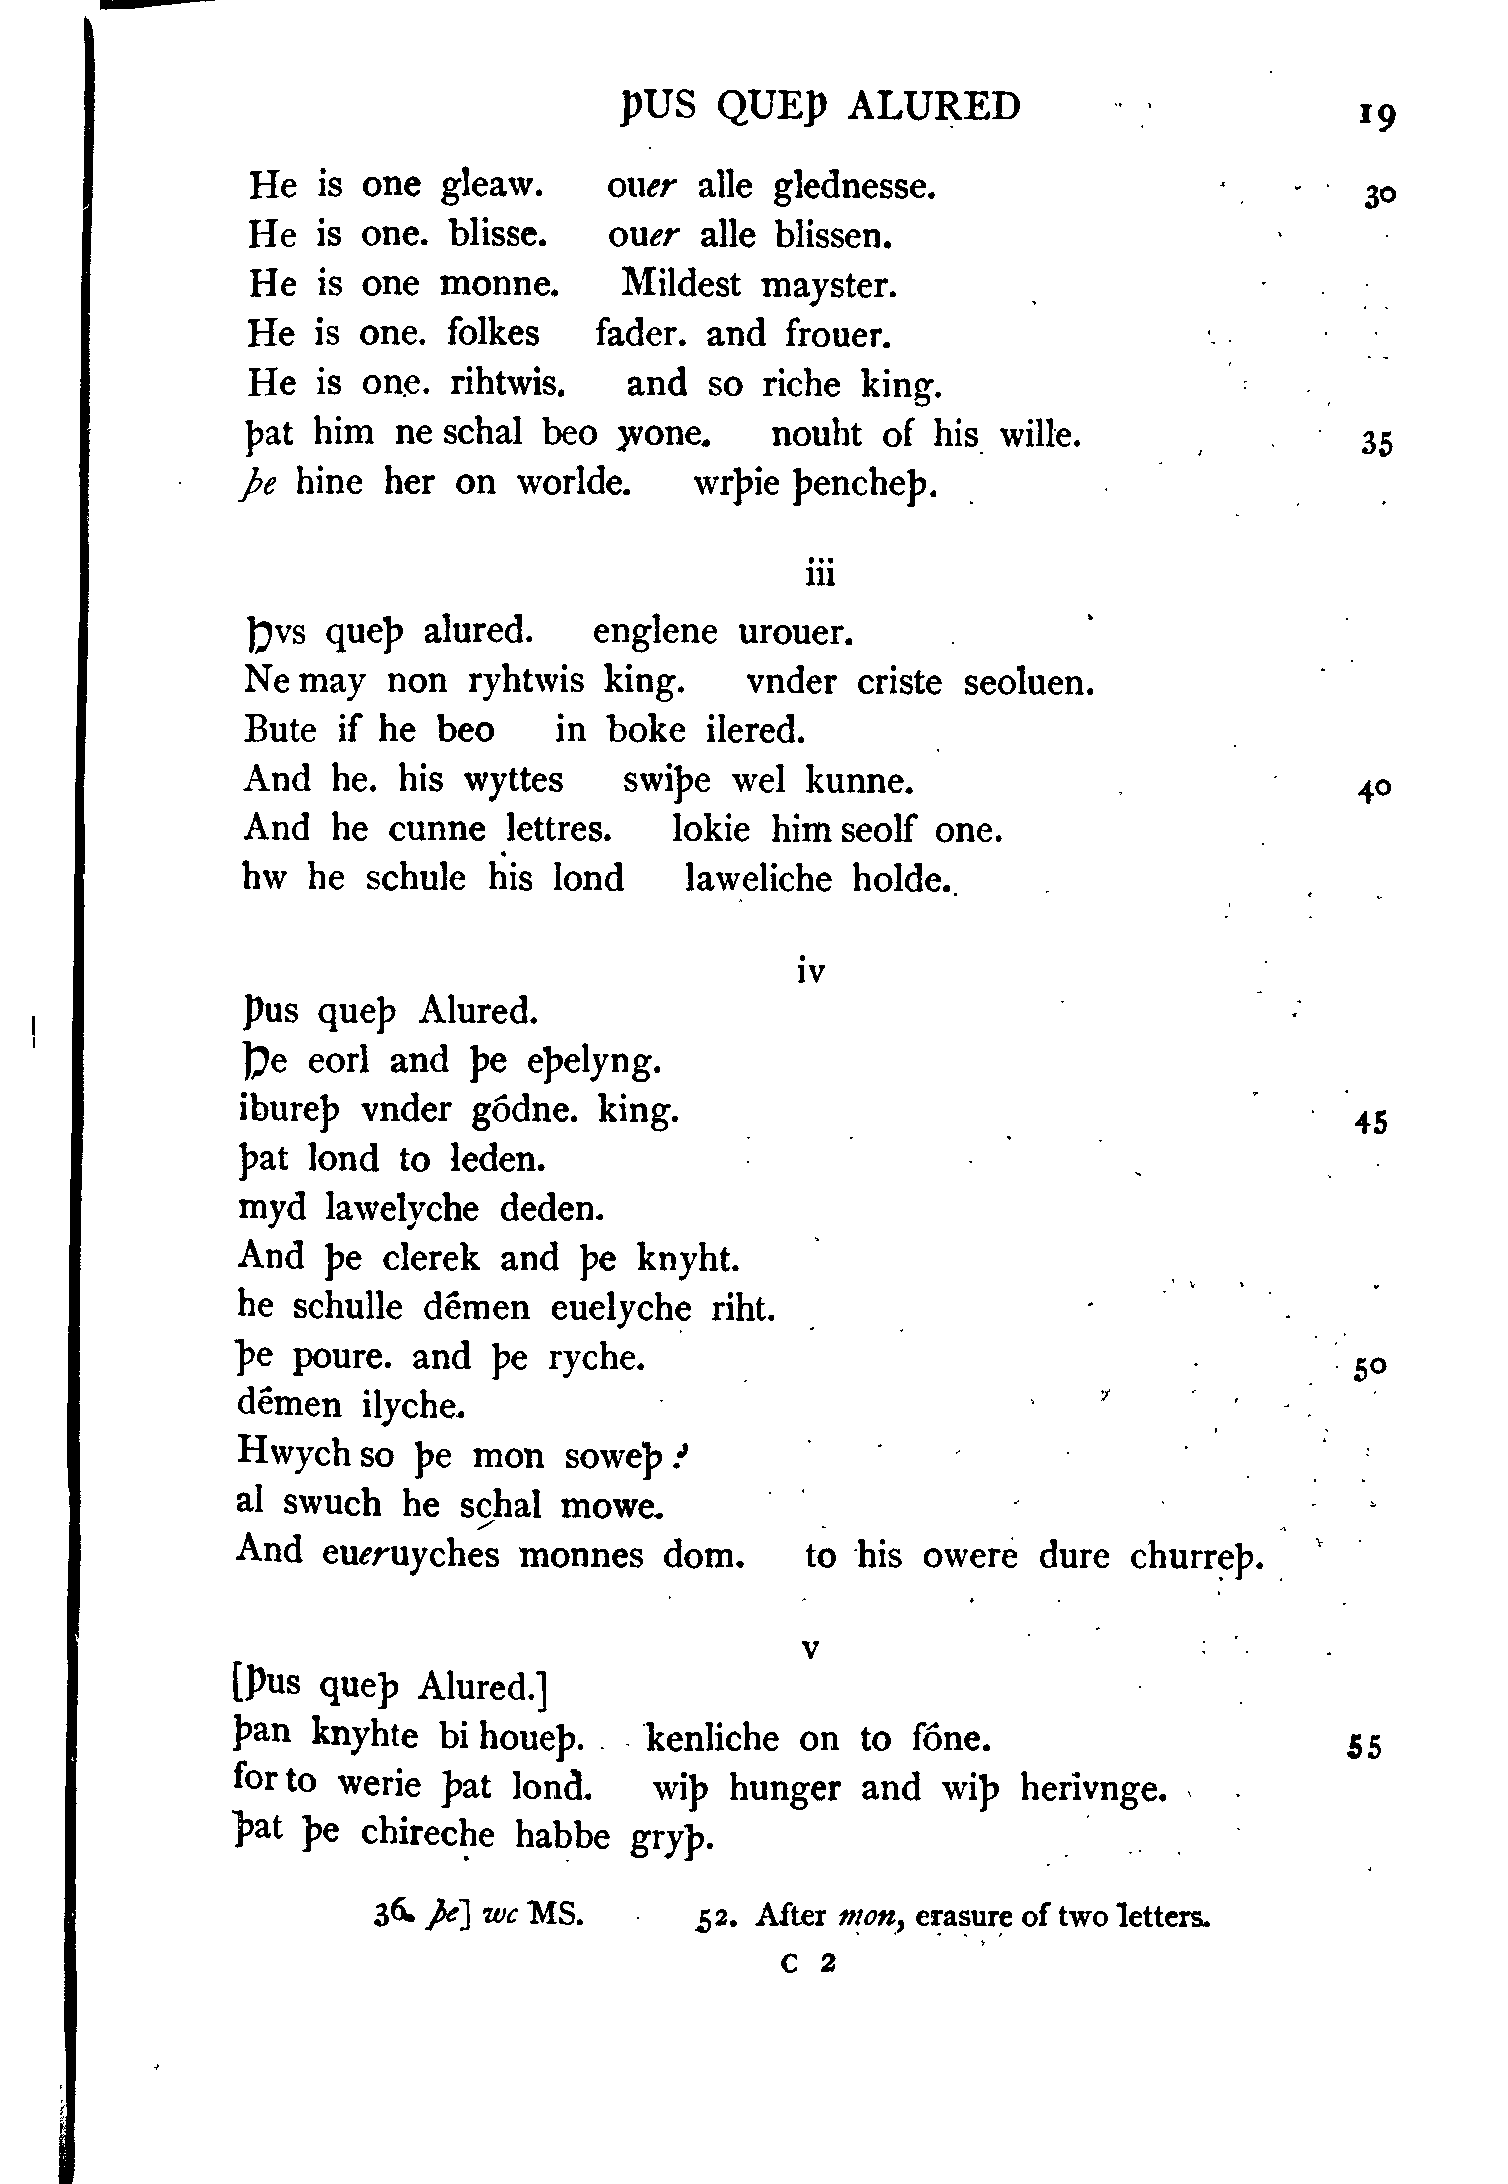 ÞUS QUEÞ ALURED 19
He is one gleaw. ouer alle glednesse. 30
He is one. blisse. ouer alle blissen.
He is one monne. Mildest mayster.
He is one. folkes fader. and frouer.
He is one. rihtwis. and so riche king.
þat him ne schal beo wone. nouht of his wille. 35
þe hine her on worlde. wrþie þencheþ.
iii
Þvs queþ alured. englene urouer.
Ne may non ryhtwis king. vnder criste seoluen.
Bute if he beo in boke ilered.
And he. his wyttes swiþe wel kunne. 40
And he cunne lettres. lokie him seolf one.
hw he schule his lond laweliche holde.
iv
Þus queþ Alured.
Þe eorl and þe eþelyng.
ibureþ vnder gódne. king. 45
þat lond to leden.
myd lawelyche deden.
And þe clerek and þe knyht.
he schulle démen euelyche riht.
þe poure. and þe ryche. 50
démen ilyche.
Hwych so þe mon soweþ ?
al swuch he schal mowe.
And eueruyches monnes dom. to his owere dure churreþ.
v
[Þus queþ Alured.]
þan knyhte bi houeþ. kenliche on to fóne. 55
for to werie þat lond. wiþ hunger and wiþ herivnge.
Þat þe chireche habbe gryþ.
36. þe] wc MS. 52. After mon, erasure of two letters.
C 2